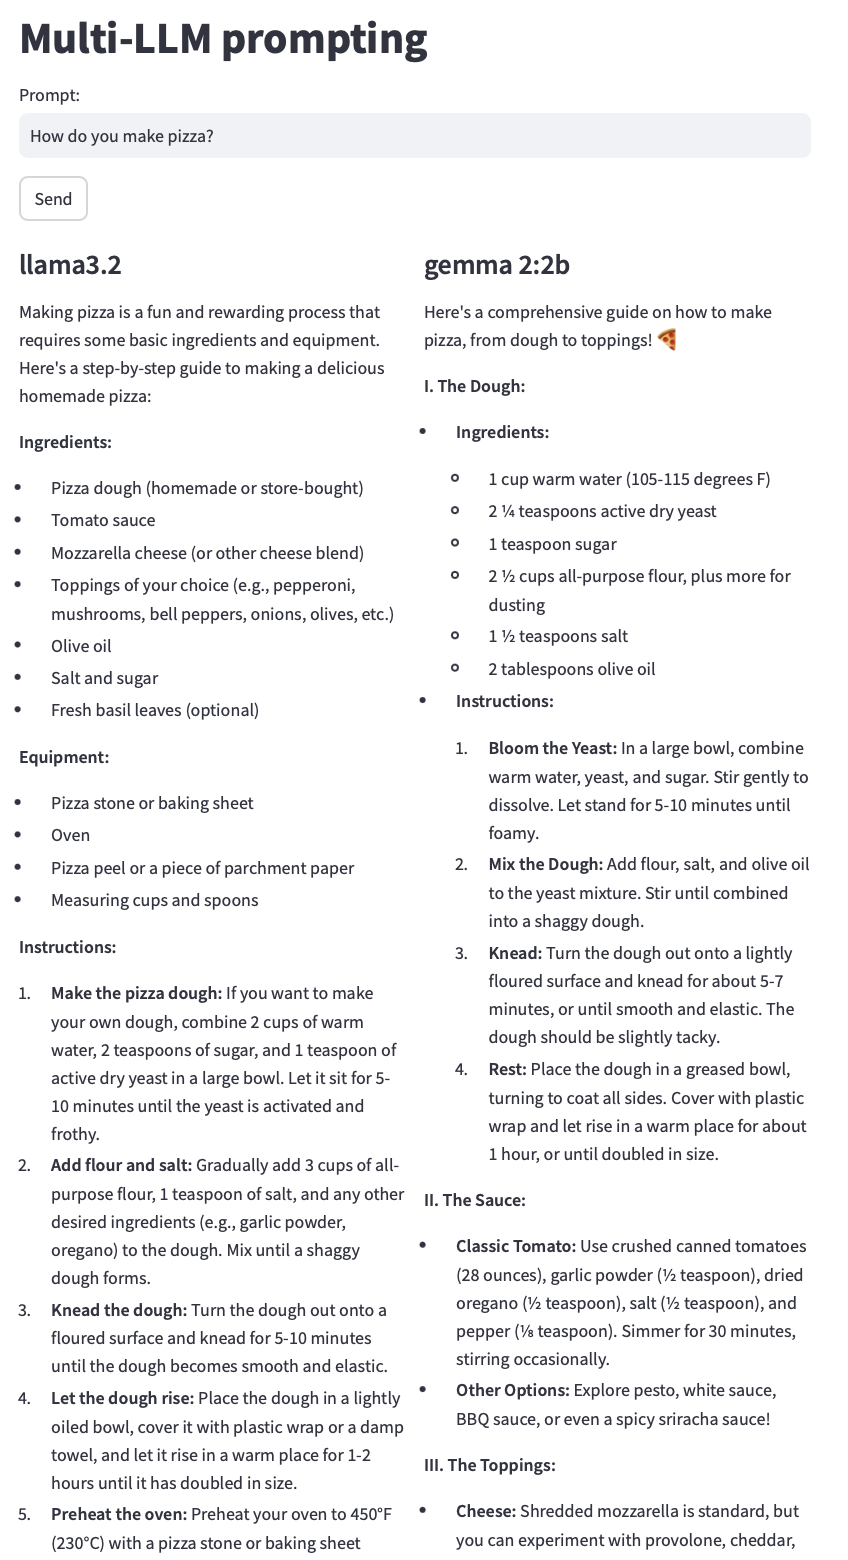 Multi-LLM prompting
Prompt:
How do you make pizza?
Send
llama3.2
Making pizza is a fun and rewarding process that
requires some basic ingredients and equipment.
Here's a step-by-step guide to making a delicious
homemade pizza:
Ingredients:
• Pizza dough (homemade or store-bought)
• Tomato sauce
• Mozzarella cheese (or other cheese blend)
• Toppings of your choice (e.g., pepperoni,
mushrooms, bell peppers, onions, olives, etc.)
• Olive oil
• Salt and sugar
• Fresh basil leaves (optional)
Equipment:
• Pizza stone or baking sheet
• Oven
• Pizza peel or a piece of parchment paper
• Measuring cups and spoons
Instructions:
1. Make the pizza dough: If you want to make
your own dough, combine 2 cups of warm
water, 2 teaspoons of sugar, and 1 teaspoon of
active dry yeast in a large bowl. Let it sit for 5-
10 minutes until the yeast is activated and
frothy.
2. Add flour and salt: Gradually add 3 cups of all-
purpose flour, 1 teaspoon of salt, and any other
desired ingredients (e.g., garlic powder,
oregano) to the dough. Mix until a shaggy
dough forms.
3. Knead the dough: Turn the dough out onto a
floured surface and knead for 5-10 minutes
until the dough becomes smooth and elastic.
4. Let the dough rise: Place the dough in a lightly
oiled bowl, cover it with plastic wrap or a damp
towel, and let it rise in a warm place for 1-2
hours until it has doubled in size.
5. Preheat the oven: Preheat your oven to 450°F
(230°C) with a pizza stone or baking sheet
gemma 2:2b
Here's a comprehensive guide on how to make
pizza, from dough to toppings! 🍕
I. The Dough:
• Ingredients:
◦ 1 cup warm water (105-115 degrees F)
◦ 2 ¼ teaspoons active dry yeast
◦ 1 teaspoon sugar
◦ 2 ½ cups all-purpose flour, plus more for
dusting
◦ 1 ½ teaspoons salt
◦ 2 tablespoons olive oil
• Instructions:
1. Bloom the Yeast: In a large bowl, combine
warm water, yeast, and sugar. Stir gently to
dissolve. Let stand for 5-10 minutes until
foamy.
2. Mix the Dough: Add flour, salt, and olive oil
to the yeast mixture. Stir until combined
into a shaggy dough.
3. Knead: Turn the dough out onto a lightly
floured surface and knead for about 5-7
minutes, or until smooth and elastic. The
dough should be slightly tacky.
4. Rest: Place the dough in a greased bowl,
turning to coat all sides. Cover with plastic
wrap and let rise in a warm place for about
1 hour, or until doubled in size.
II. The Sauce:
• Classic Tomato: Use crushed canned tomatoes
(28 ounces), garlic powder (½ teaspoon), dried
oregano (½ teaspoon), salt (½ teaspoon), and
pepper (⅛ teaspoon). Simmer for 30 minutes,
stirring occasionally.
• Other Options: Explore pesto, white sauce,
BBQ sauce, or even a spicy sriracha sauce!
III. The Toppings:
• Cheese: Shredded mozzarella is standard, but
you can experiment with provolone, cheddar,